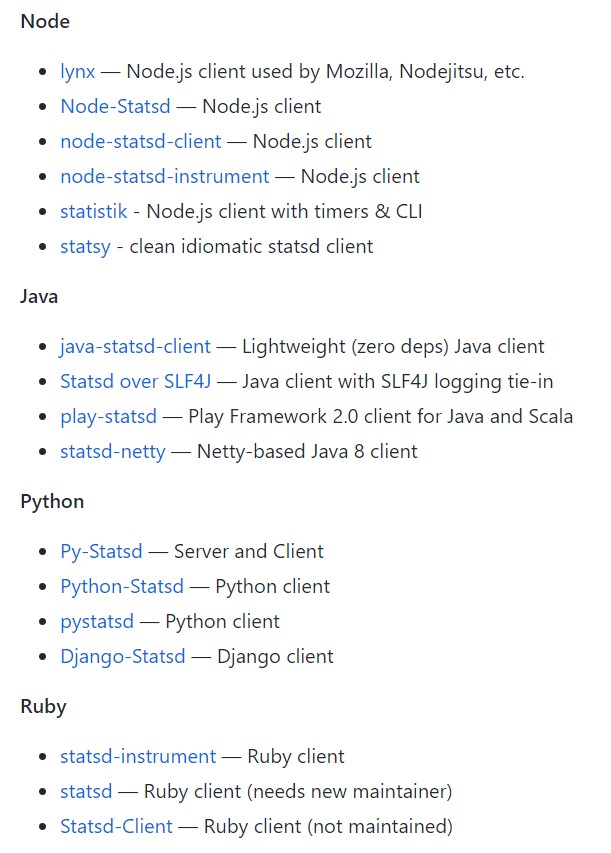 Node
• lynx — Node.js client used by Mozilla, Nodejitsu, etc.
• Node-Statsd — Node.js client
• node-statsd-client — Node.js client
• node-statsd-instrument — Node.js client
• statistik - Node.js client with timers & CLI
• statsy - clean idiomatic statsd client
Java
• java-statsd-client — Lightweight (zero deps) Java client
• Statsd over SLF4J — Java client with SLF4J logging tie-in
• play-statsd — Play Framework 2.0 client for Java and Scala
• statsd-netty — Netty-based Java 8 client
Python
• Py-Statsd — Server and Client
• Python-Statsd — Python client
• pystatsd — Python client
• Django-Statsd — Django client
Ruby
• statsd-instrument — Ruby client
• statsd — Ruby client (needs new maintainer)
• Statsd-Client — Ruby client (not maintained)